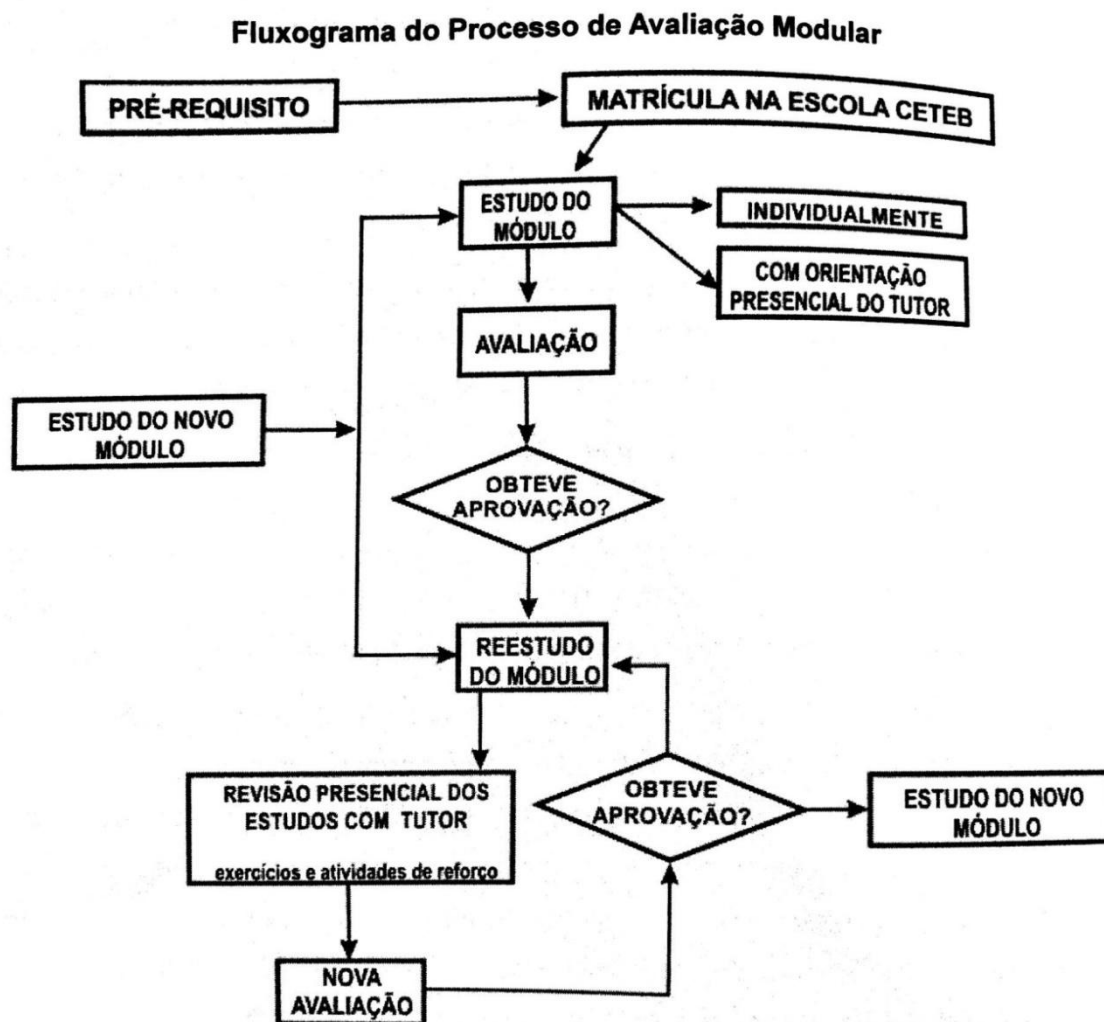 Fluxograma do Processo de Avaliação Modular
PRÉ-REQUISITO
MATRÍCULA NA ESCOLA CETEB
ESTUDO DO
MÓDULO
INDIVIDUALMENTE
COM ORIENTAÇÃO
PRESENCIAL DO TUTOR
AVALIAÇÃO
ESTUDO DO NOVO
MÓDULO
OBTEVE
APROVAÇÃO?
REESTUDO
DO MÓDULO
REVISÃO PRESENCIAL DOS
ESTUDOS COM TUTOR
exercícios e atividades de reforço
OBTEVE
APROVAÇÃO?
ESTUDO DO NOVO
MÓDULO
NOVA
AVALIAÇÃO